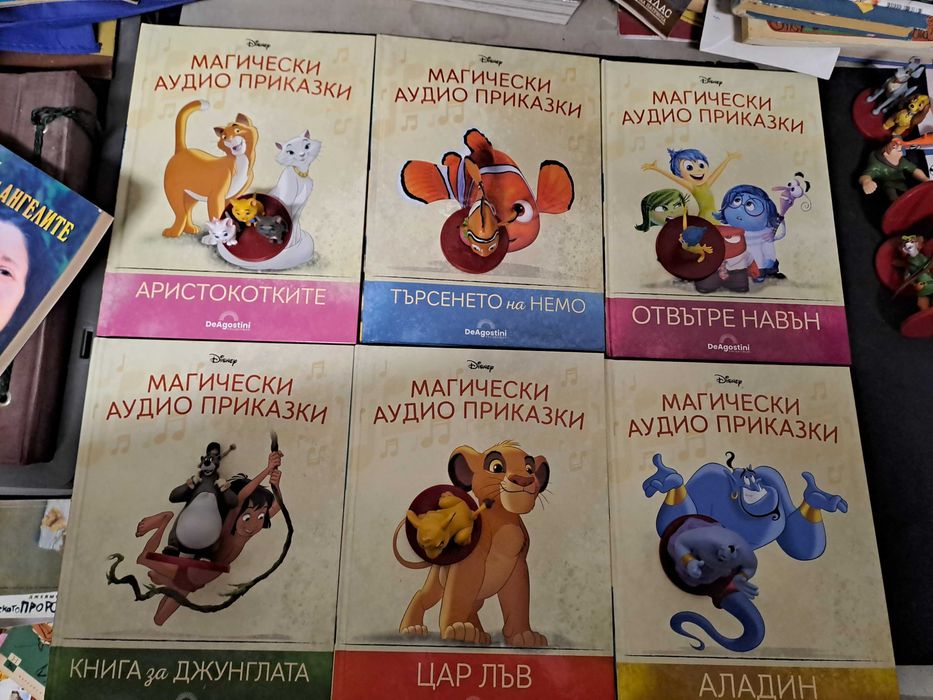 Disney
МАГИЧЕСКИ
АУДИО ПРИКАЗКИ
АРИСТОКОТКИТЕ
DeAgostini
Disney
МАГИЧЕСКИ
АУДИО ПРИКАЗКИ
ТЪРСЕНЕТО на НЕМО
DeAgostini
Disney
МАГИЧЕСКИ
АУДИО ПРИКАЗКИ
ОТВЪТРЕ НАВЪН
DeAgostini
Disney
МАГИЧЕСКИ
АУДИО ПРИКАЗКИ
КНИГА за ДЖУНГЛАТА
Disney
МАГИЧЕСКИ
АУДИО ПРИКАЗКИ
ЦАР ЛЪВ
Disney
МАГИЧЕСКИ
АУДИО ПРИКАЗКИ
АЛАДИН
АНГЕЛИТЕ